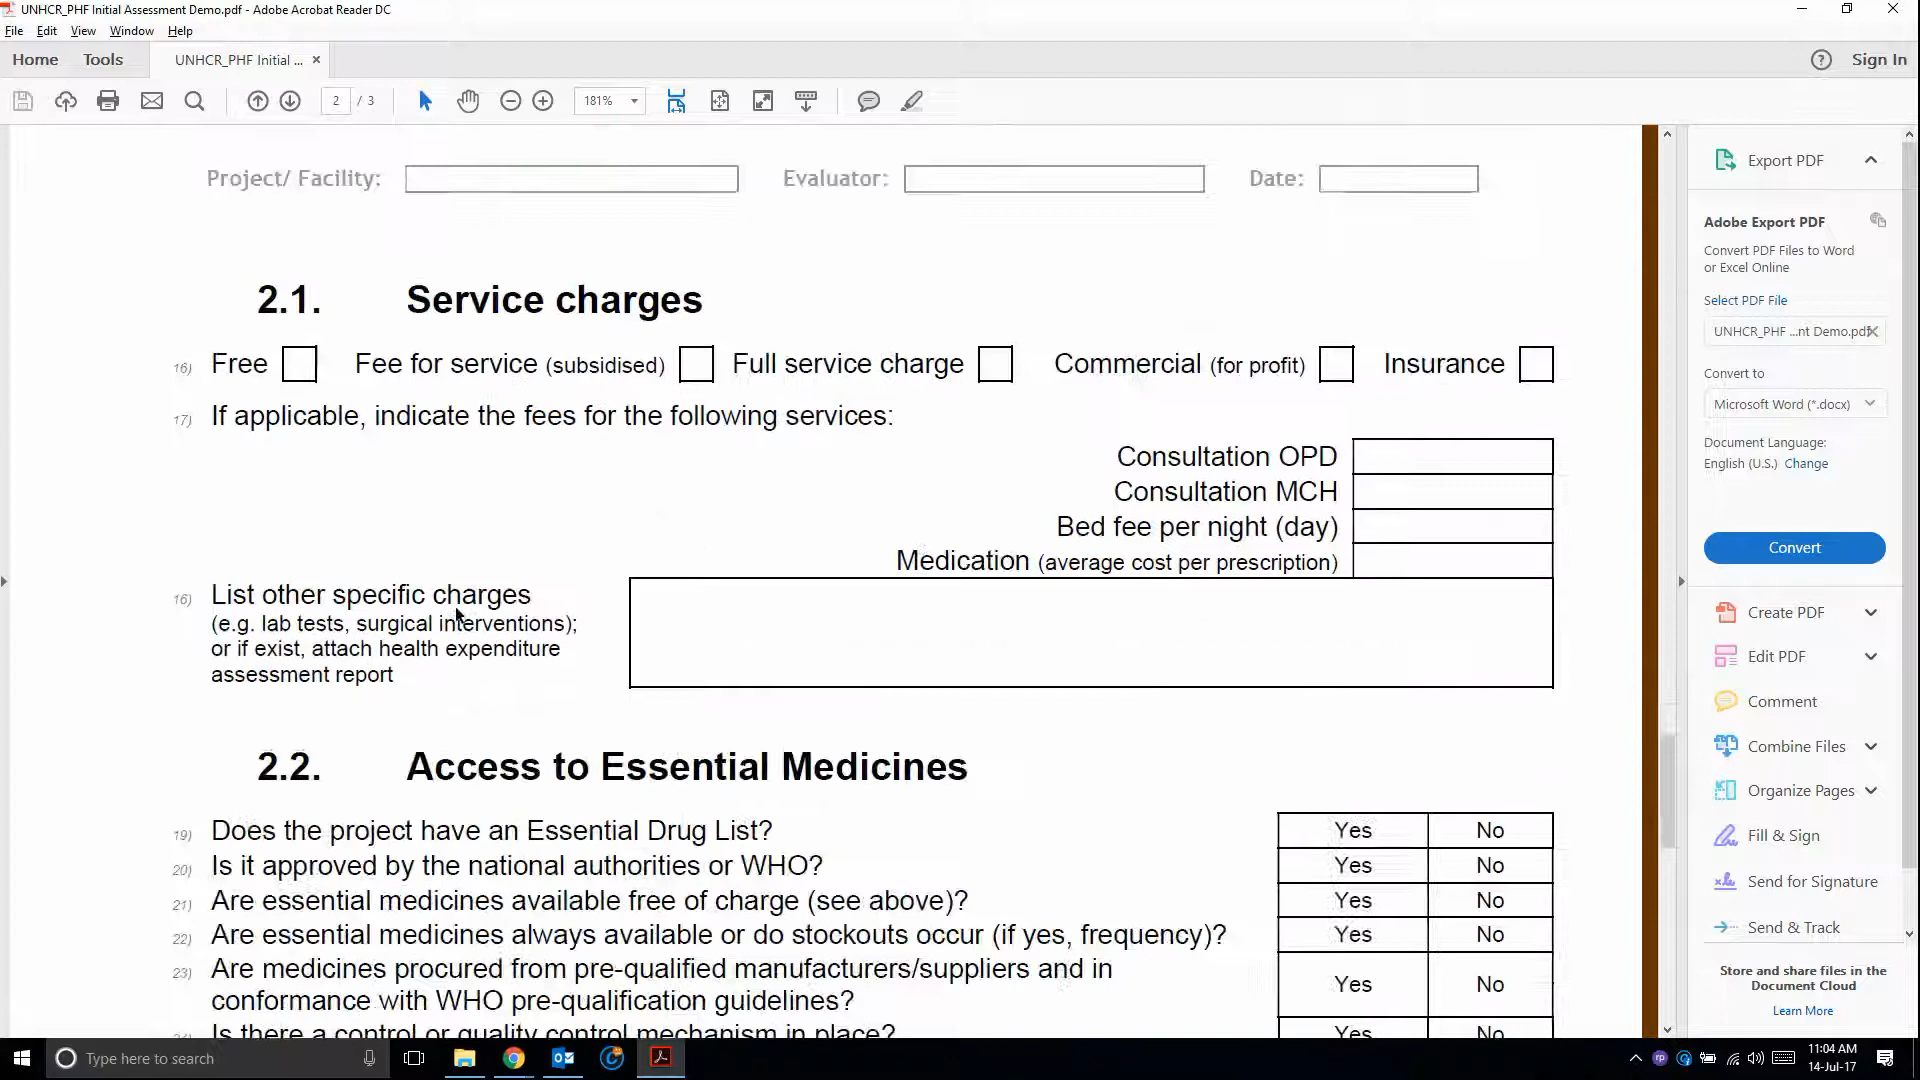 UNHCR_PHF Initial Assessment Demo.pdf - Adobe Acrobat Reader DC
File Edit View Window Help
Home Tools UNHCR_PHF Initial ... × Sign In
2 / 3 181%
Project/ Facility: Evaluator: Date:
2.1. Service charges
16) Free Fee for service (subsidised) Full service charge Commercial (for profit) Insurance
17) If applicable, indicate the fees for the following services:
Consultation OPD
Consultation MCH
Bed fee per night (day)
Medication (average cost per prescription)
16) List other specific charges
(e.g. lab tests, surgical interventions);
or if exist, attach health expenditure
assessment report
2.2. Access to Essential Medicines
19) Does the project have an Essential Drug List? Yes No
20) Is it approved by the national authorities or WHO? Yes No
21) Are essential medicines available free of charge (see above)? Yes No
22) Are essential medicines always available or do stockouts occur (if yes, frequency)? Yes No
23) Are medicines procured from pre-qualified manufacturers/suppliers and in
conformance with WHO pre-qualification guidelines? Yes No
Is there a control or quality control mechanism in place? Yes No
Export PDF
Adobe Export PDF
Convert PDF Files to Word
or Excel Online
Select PDF File
UNHCR_PHF ...nt Demo.pdf
Convert to
Microsoft Word (*.docx)
Document Language:
English (U.S.) Change
Convert
Create PDF
Edit PDF
Comment
Combine Files
Organize Pages
Fill & Sign
Send for Signature
Send & Track
Store and share files in the
Document Cloud
Learn More
Type here to search
11:04 AM
14-Jul-17